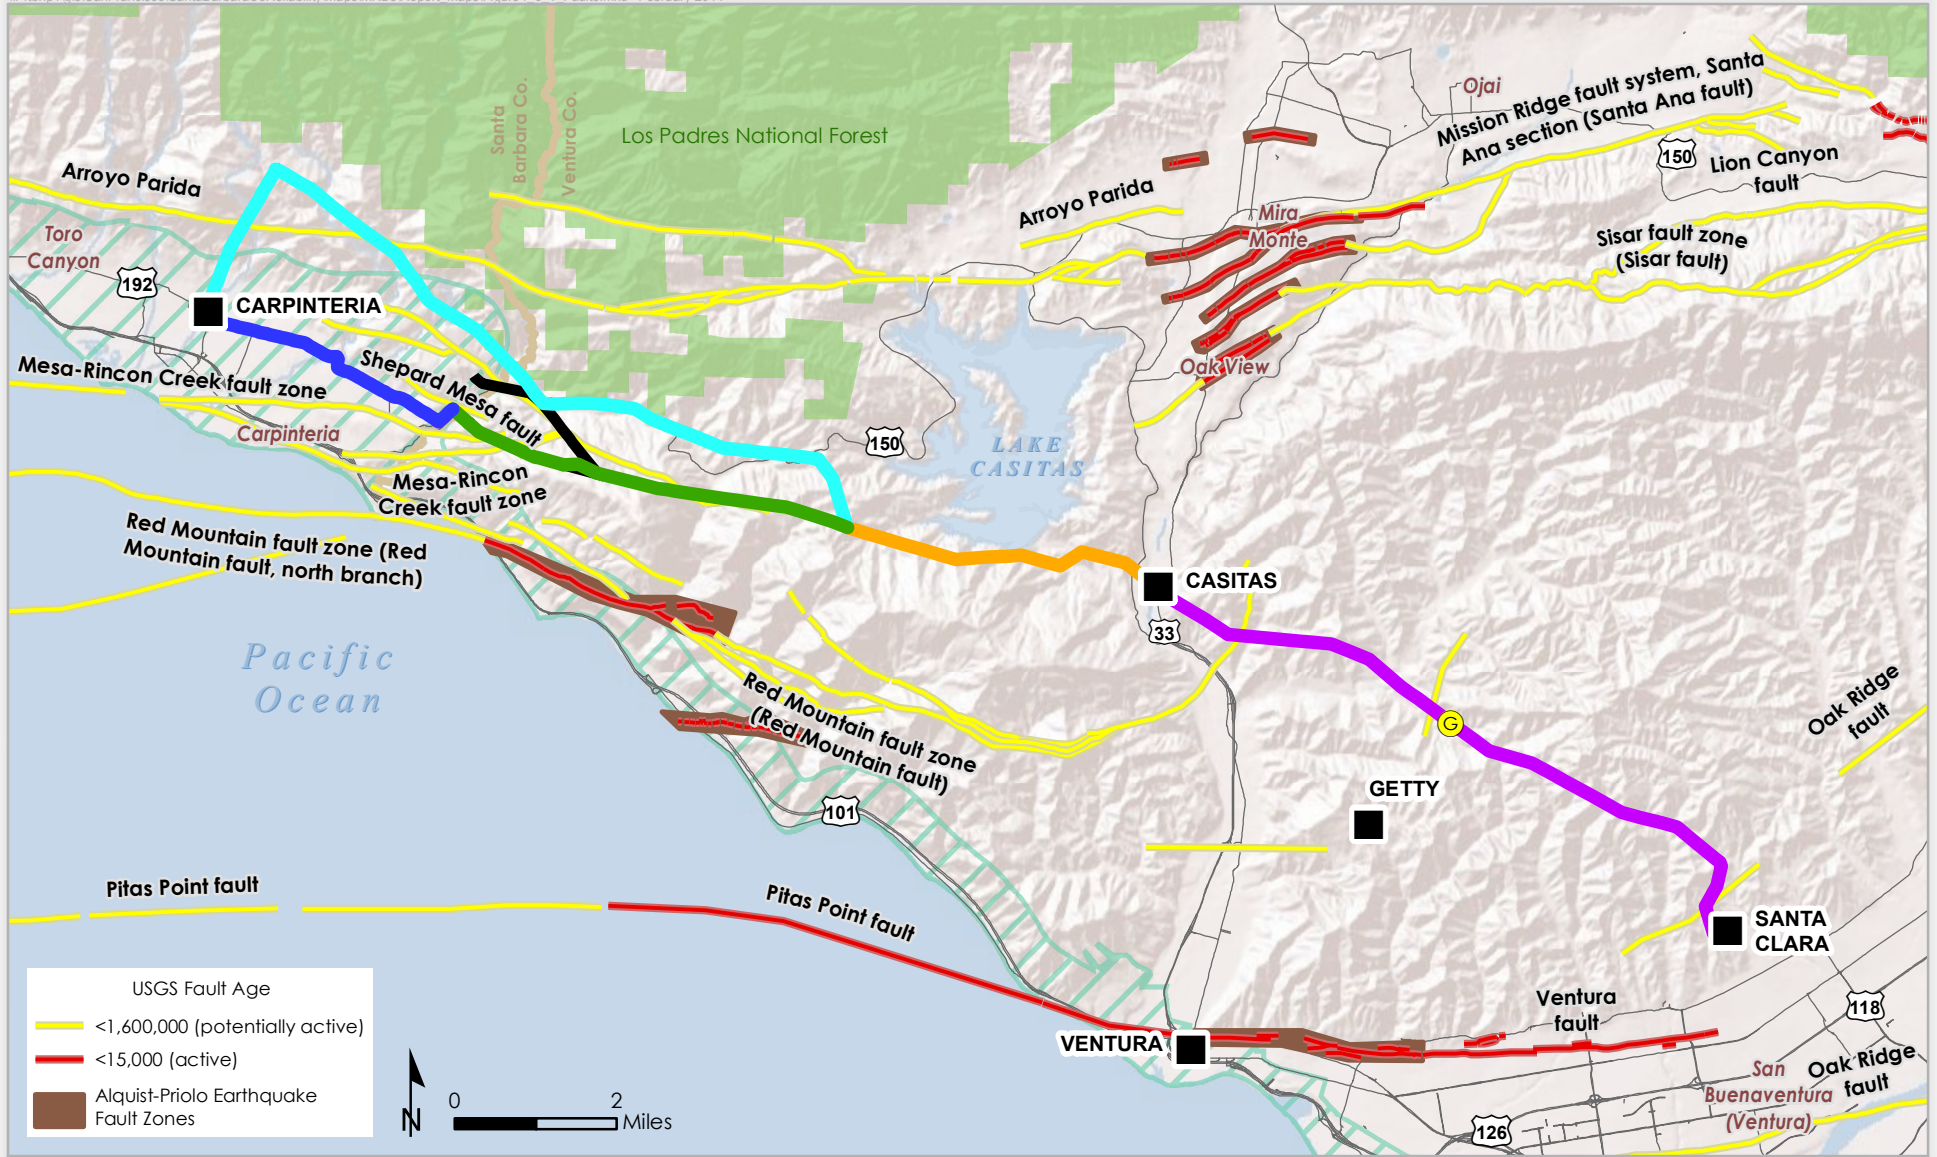 Santa
Barbara Co.
Ventura Co.
Los Padres National Forest
Ojai
Mission Ridge fault system, Santa
Ana section (Santa Ana fault)
150
Lion Canyon
fault
Arroyo Parida
Arroyo Parida
Toro
Canyon
192
Mira
Monte
Sisar fault zone
(Sisar fault)
CARPINTERIA
Shepard Mesa fault
Mesa-Rincon Creek fault zone
Oak View
Carpinteria
150
LAKE
CASITAS
Mesa-Rincon
Creek fault zone
Red Mountain fault zone (Red
Mountain fault, north branch)
CASITAS
33
Pacific
Ocean
Red Mountain fault zone
(Red Mountain fault)
G
Oak Ridge
fault
GETTY
101
Pitas Point fault
Pitas Point fault
SANTA
CLARA
USGS Fault Age
<1,600,000 (potentially active)
<15,000 (active)
Alquist-Priolo Earthquake
Fault Zones
N
0 2
Miles
VENTURA
Ventura
fault
118
Oak Ridge
fault
San
Buenaventura
(Ventura)
126